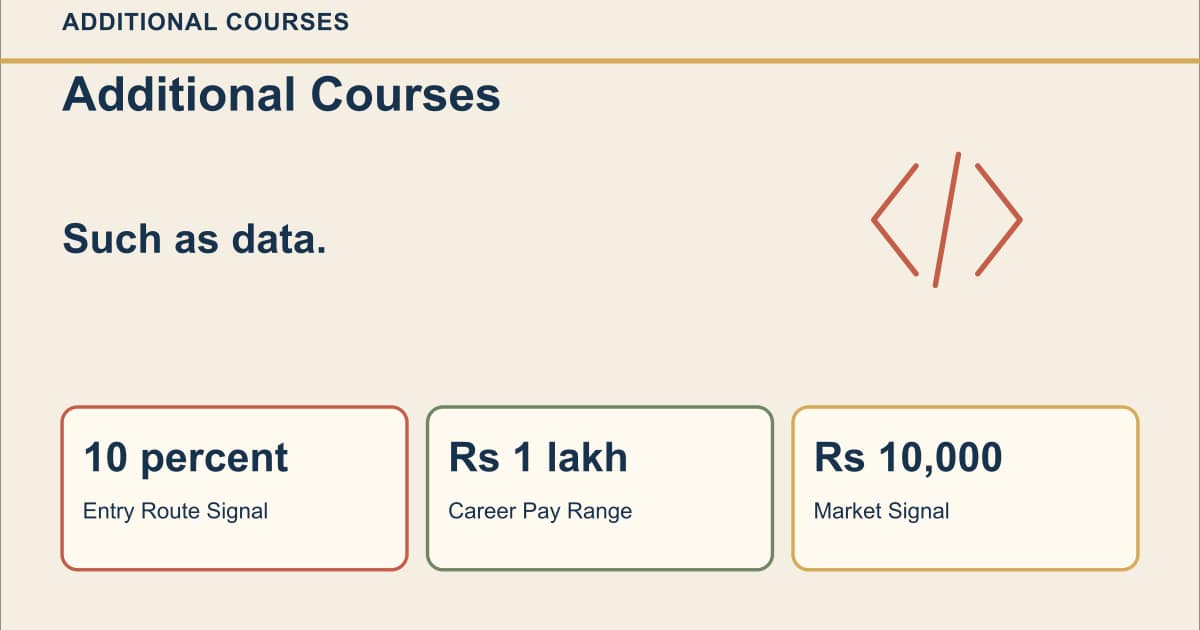 ADDITIONAL COURSES
Additional Courses
Such as data.
10 percent
Entry Route Signal
Rs 1 lakh
Career Pay Range
Rs 10,000
Market Signal